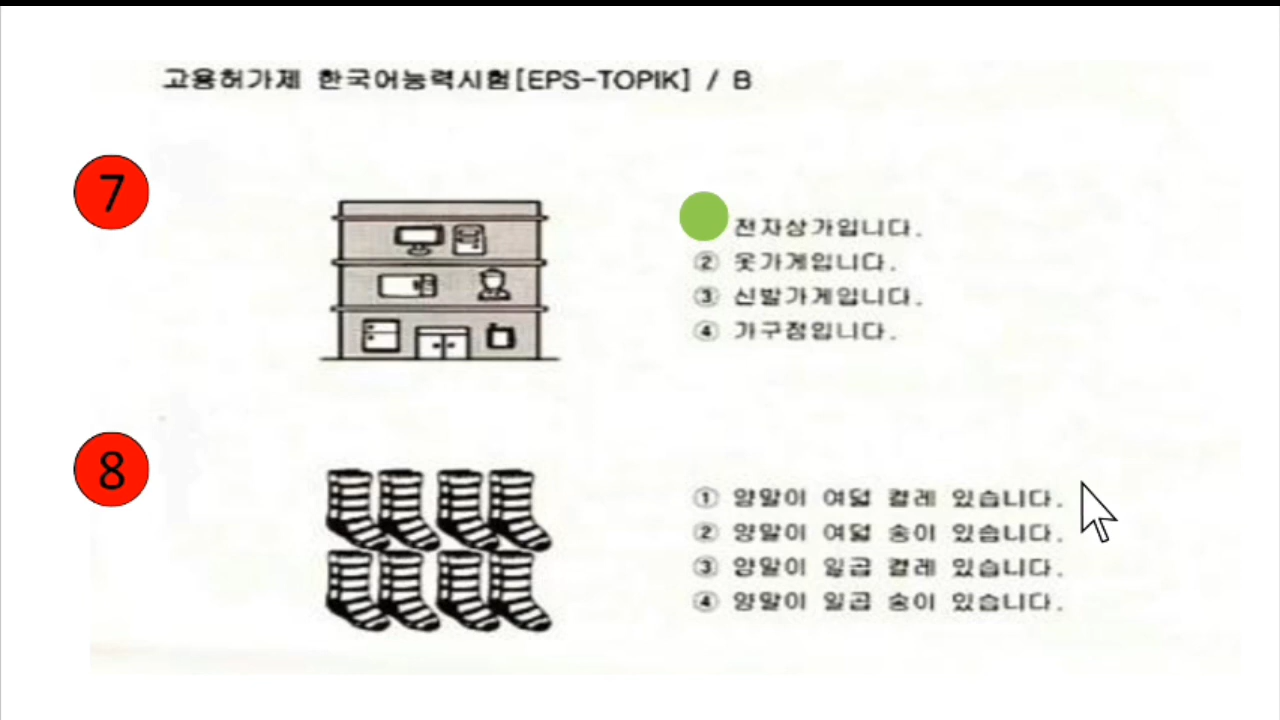 고용허가제 한국어능력시험[EPS-TOPIK] / B
7
전자상가입니다.
② 옷가게입니다.
③ 신발가게입니다.
④ 가구점입니다.
8
① 양말이 여덟 켤레 있습니다.
② 양말이 여덟 송이 있습니다.
③ 양말이 일곱 켤레 있습니다.
④ 양말이 일곱 송이 있습니다.